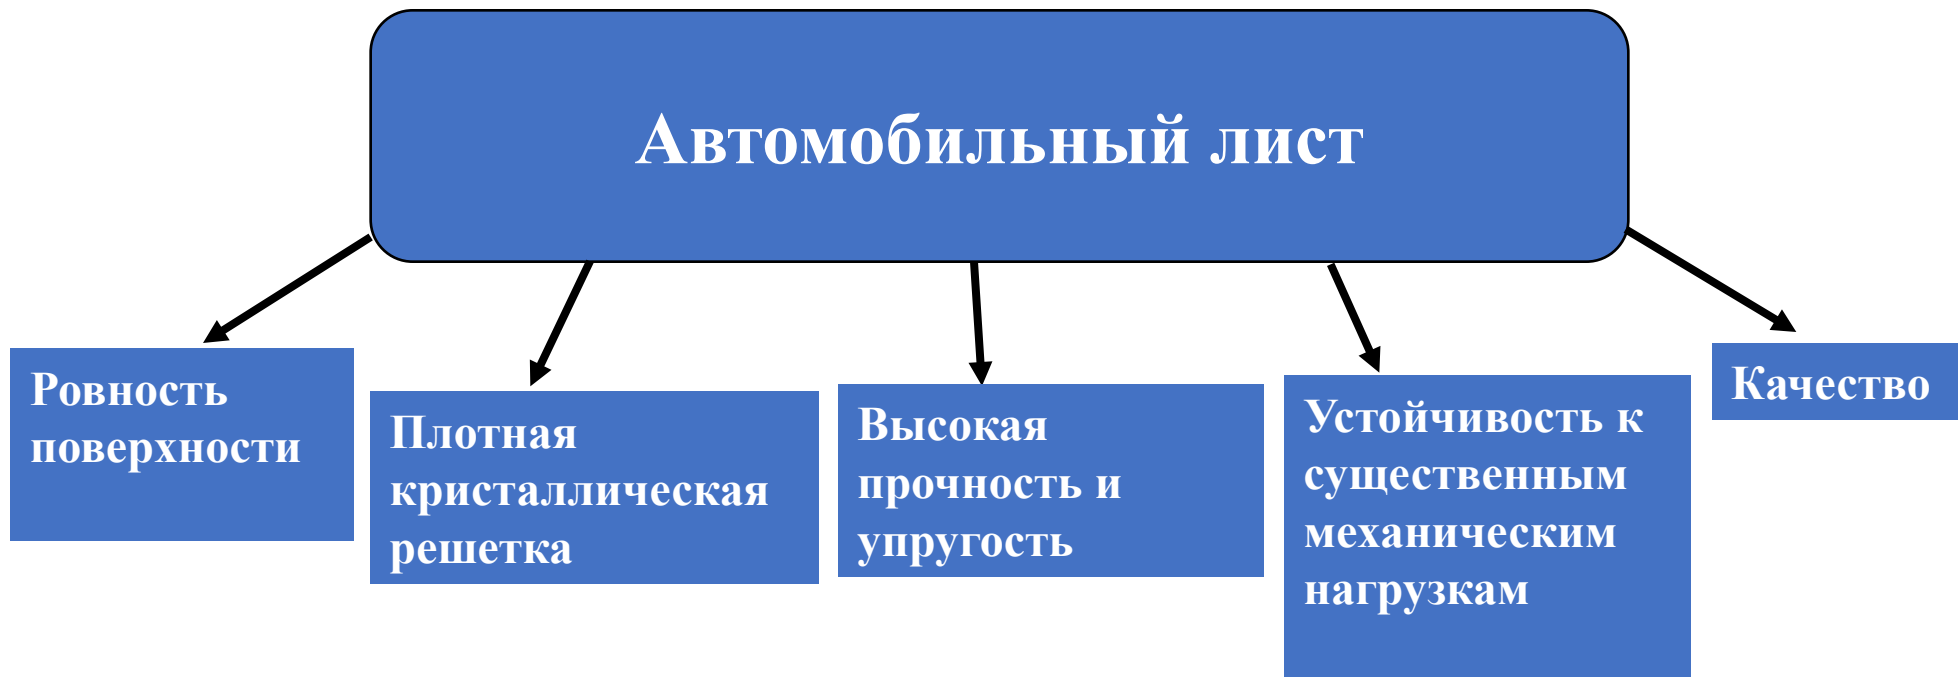 Автомобильный лист
Ровность
поверхности
Плотная
кристаллическая
решетка
Высокая
прочность и
упругость
Устойчивость к
существенным
механическим
нагрузкам
Качество